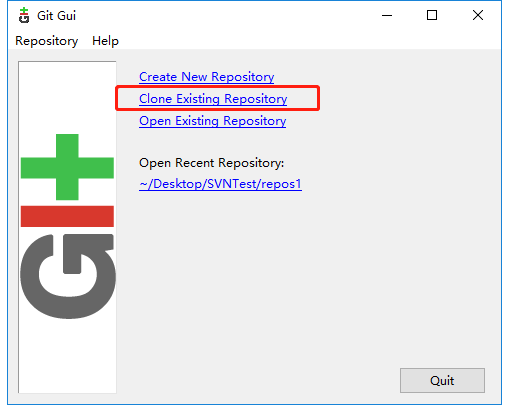 Git Gui
Repository Help
Create New Repository
Clone Existing Repository
Open Existing Repository
Open Recent Repository:
~/Desktop/SVNTest/repos1
Quit